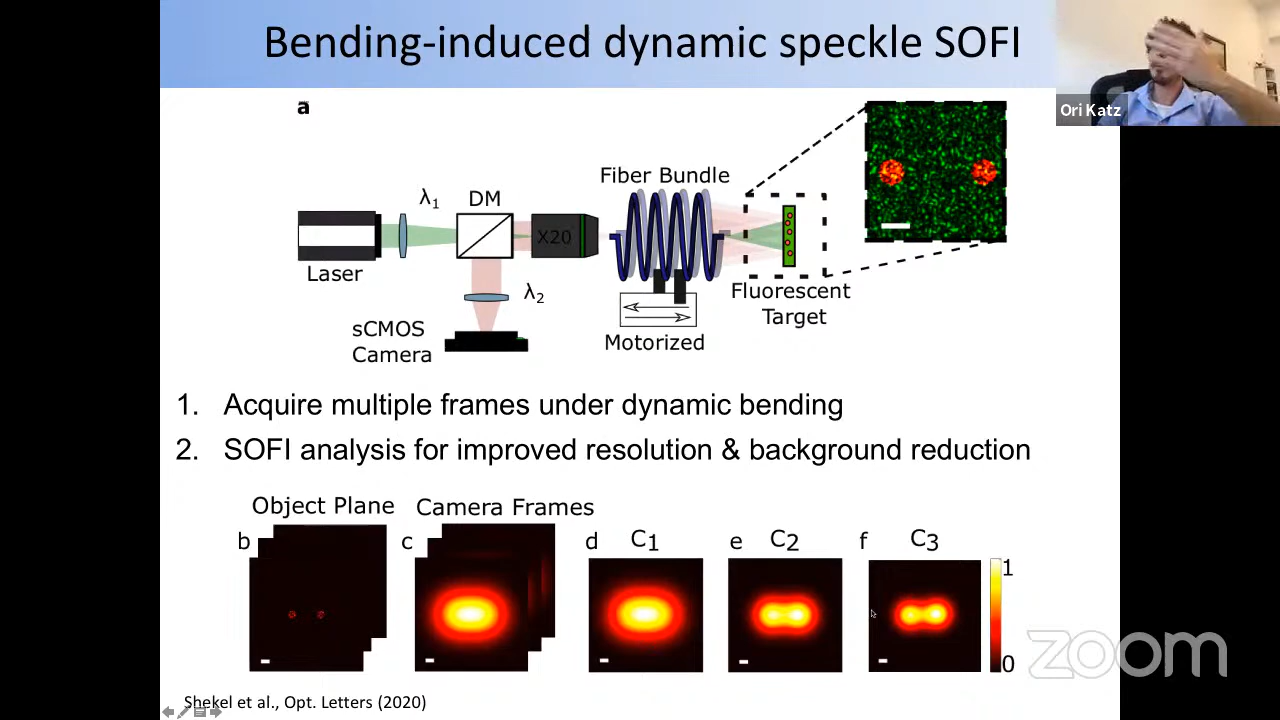 Bending-induced dynamic speckle SOFI
Ori Katz
a
Fiber Bundle
λ1
DM
X20
Laser
λ2
Fluorescent
Target
sCMOS
Camera
Motorized
1. Acquire multiple frames under dynamic bending
2. SOFI analysis for improved resolution & background reduction
Object Plane
Camera Frames
b
c
d
C1
e
C2
f
C3
1
0
zoom
Shekel et al., Opt. Letters (2020)